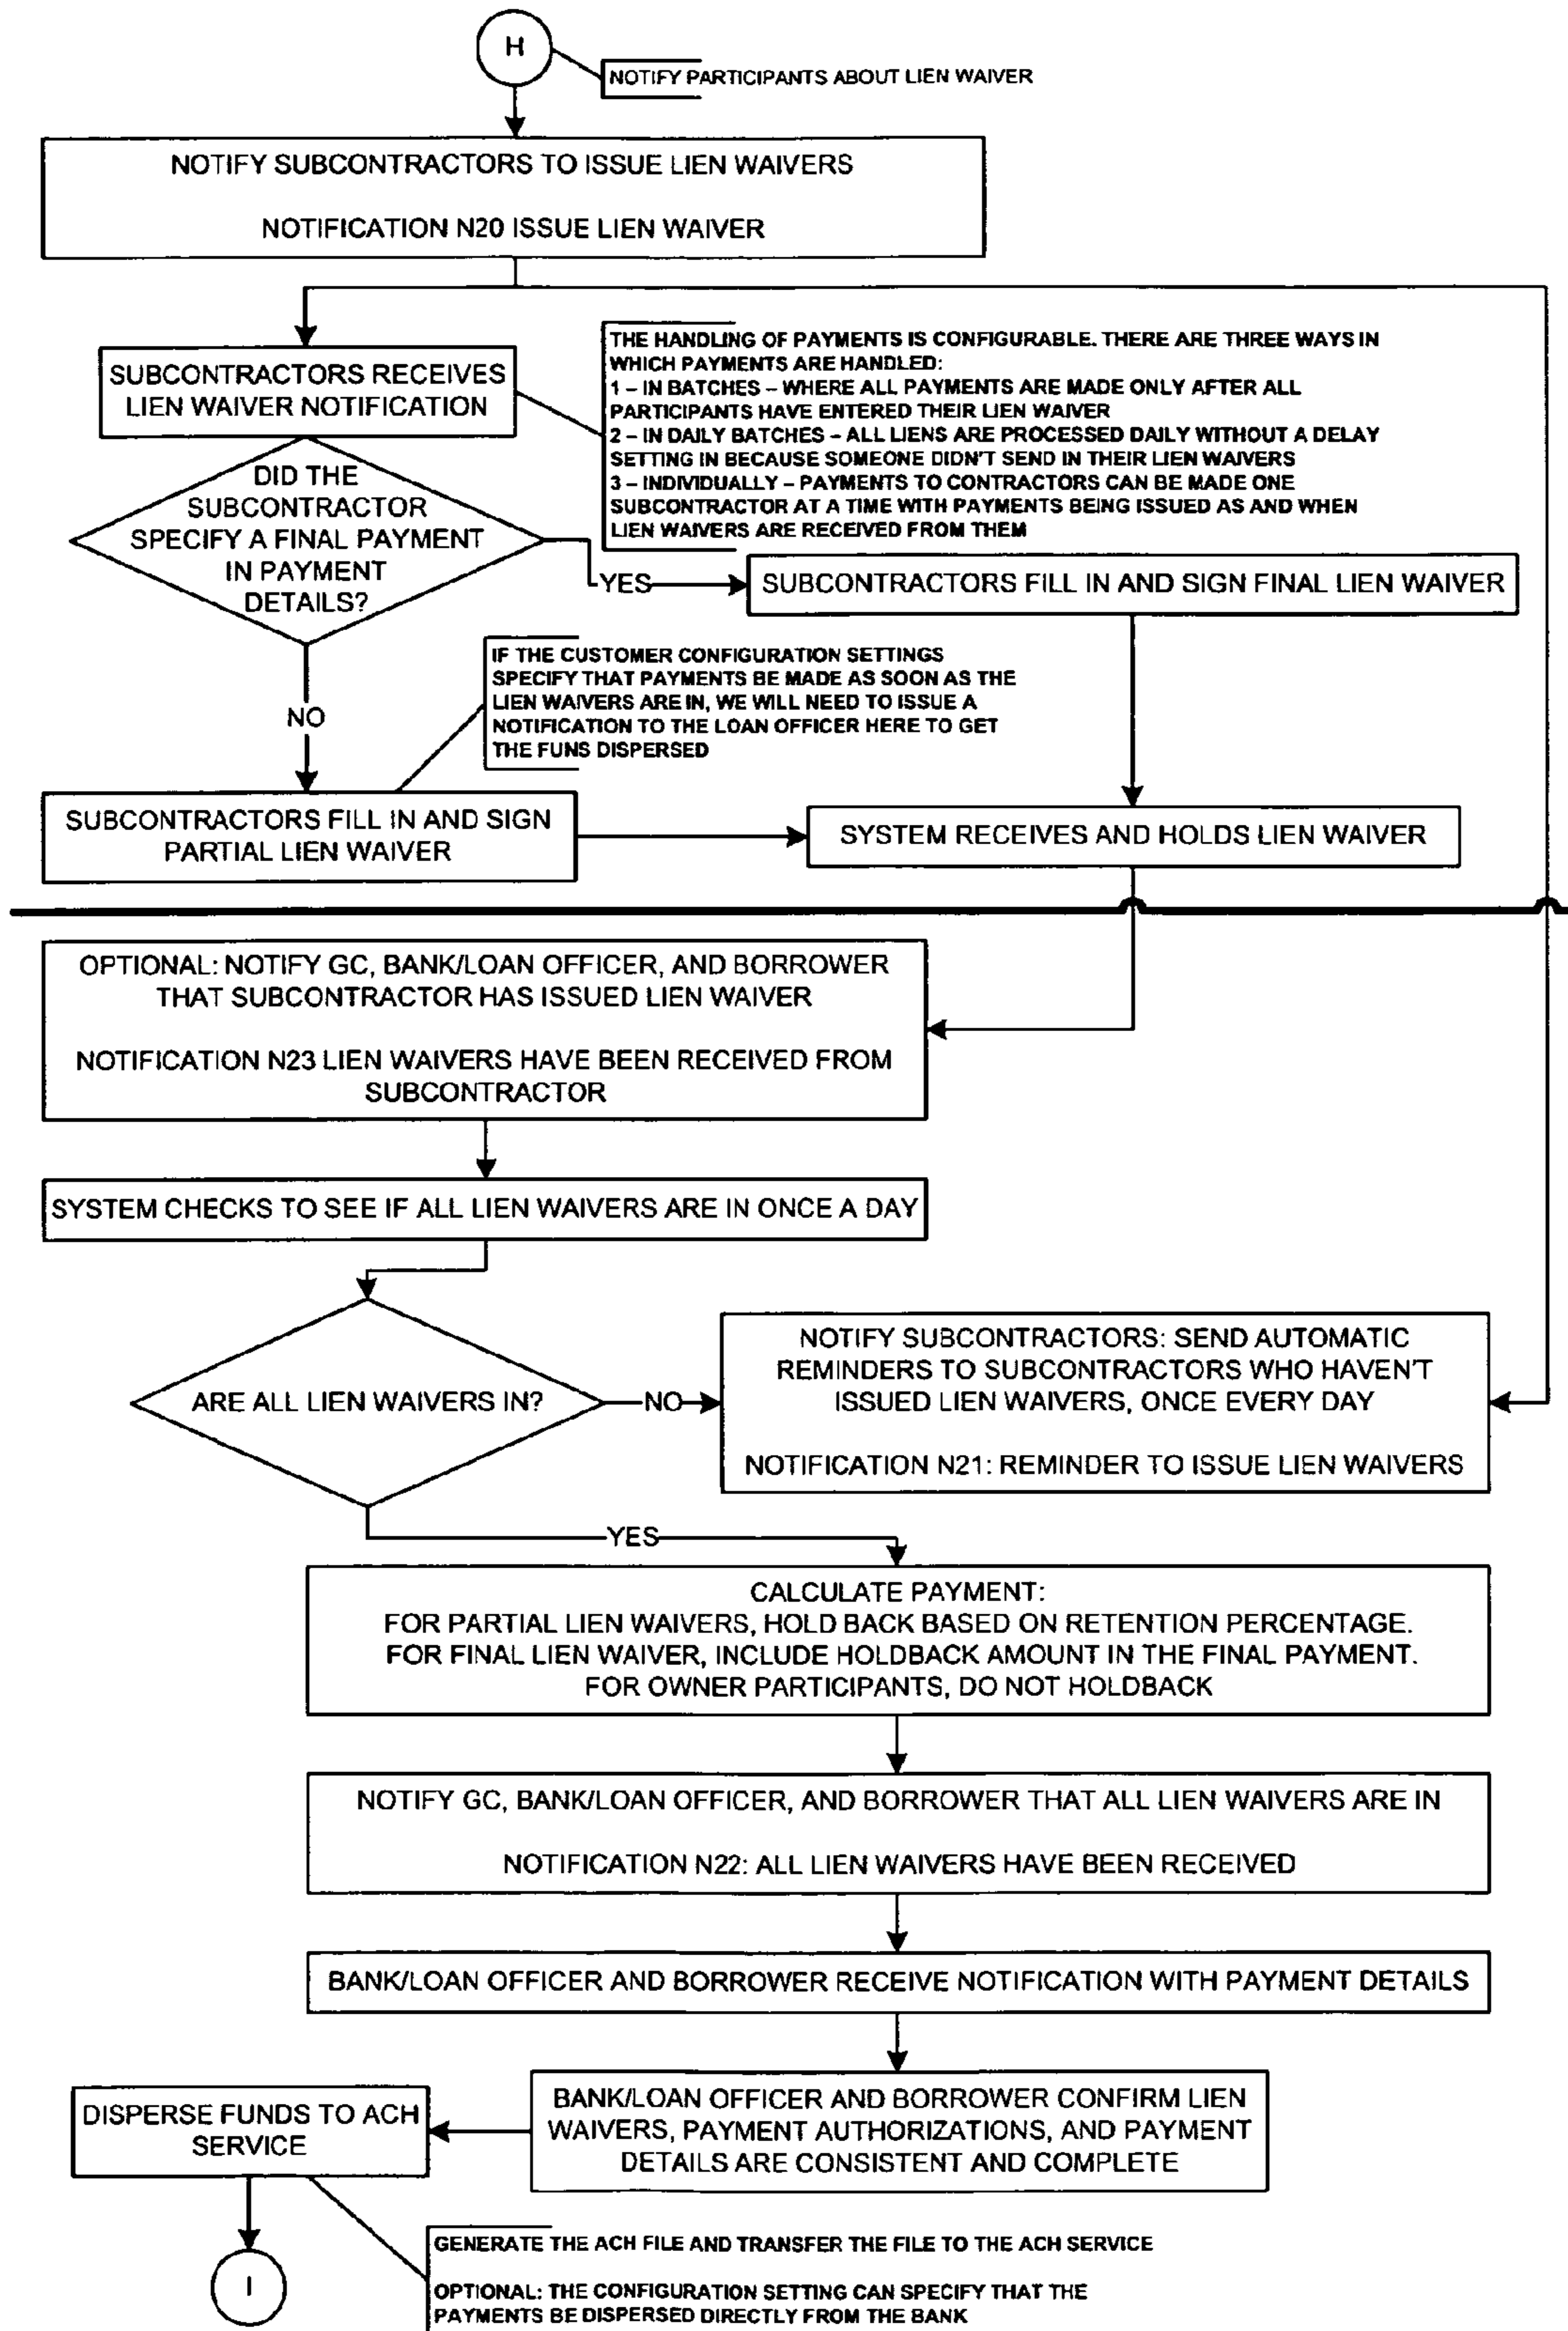 H
NOTIFY PARTICIPANTS ABOUT LIEN WAIVER
NOTIFY SUBCONTRACTORS TO ISSUE LIEN WAIVERS
NOTIFICATION N20 ISSUE LIEN WAIVER
SUBCONTRACTORS RECEIVES
LIEN WAIVER NOTIFICATION
THE HANDLING OF PAYMENTS IS CONFIGURABLE. THERE ARE THREE WAYS IN
WHICH PAYMENTS ARE HANDLED:
1 – IN BATCHES – WHERE ALL PAYMENTS ARE MADE ONLY AFTER ALL
PARTICIPANTS HAVE ENTERED THEIR LIEN WAIVER
2 – IN DAILY BATCHES – ALL LIENS ARE PROCESSED DAILY WITHOUT A DELAY
SETTING IN BECAUSE SOMEONE DIDN'T SEND IN THEIR LIEN WAIVERS
3 – INDIVIDUALLY – PAYMENTS TO CONTRACTORS CAN BE MADE ONE
SUBCONTRACTOR AT A TIME WITH PAYMENTS BEING ISSUED AS AND WHEN
LIEN WAIVERS ARE RECEIVED FROM THEM
DID THE
SUBCONTRACTOR
SPECIFY A FINAL PAYMENT
IN PAYMENT
DETAILS?
YES
SUBCONTRACTORS FILL IN AND SIGN FINAL LIEN WAIVER
NO
IF THE CUSTOMER CONFIGURATION SETTINGS
SPECIFY THAT PAYMENTS BE MADE AS SOON AS THE
LIEN WAIVERS ARE IN, WE WILL NEED TO ISSUE A
NOTIFICATION TO THE LOAN OFFICER HERE TO GET
THE FUNS DISPERSED
SUBCONTRACTORS FILL IN AND SIGN
PARTIAL LIEN WAIVER
SYSTEM RECEIVES AND HOLDS LIEN WAIVER
OPTIONAL: NOTIFY GC, BANK/LOAN OFFICER, AND BORROWER
THAT SUBCONTRACTOR HAS ISSUED LIEN WAIVER
NOTIFICATION N23 LIEN WAIVERS HAVE BEEN RECEIVED FROM
SUBCONTRACTOR
SYSTEM CHECKS TO SEE IF ALL LIEN WAIVERS ARE IN ONCE A DAY
ARE ALL LIEN WAIVERS IN?
NO
NOTIFY SUBCONTRACTORS: SEND AUTOMATIC
REMINDERS TO SUBCONTRACTORS WHO HAVEN'T
ISSUED LIEN WAIVERS, ONCE EVERY DAY
NOTIFICATION N21: REMINDER TO ISSUE LIEN WAIVERS
YES
CALCULATE PAYMENT:
FOR PARTIAL LIEN WAIVERS, HOLD BACK BASED ON RETENTION PERCENTAGE.
FOR FINAL LIEN WAIVER, INCLUDE HOLDBACK AMOUNT IN THE FINAL PAYMENT.
FOR OWNER PARTICIPANTS, DO NOT HOLDBACK
NOTIFY GC, BANK/LOAN OFFICER, AND BORROWER THAT ALL LIEN WAIVERS ARE IN
NOTIFICATION N22: ALL LIEN WAIVERS HAVE BEEN RECEIVED
BANK/LOAN OFFICER AND BORROWER RECEIVE NOTIFICATION WITH PAYMENT DETAILS
BANK/LOAN OFFICER AND BORROWER CONFIRM LIEN
WAIVERS, PAYMENT AUTHORIZATIONS, AND PAYMENT
DETAILS ARE CONSISTENT AND COMPLETE
DISPERSE FUNDS TO ACH
SERVICE
GENERATE THE ACH FILE AND TRANSFER THE FILE TO THE ACH SERVICE
OPTIONAL: THE CONFIGURATION SETTING CAN SPECIFY THAT THE
PAYMENTS BE DISPERSED DIRECTLY FROM THE BANK
I